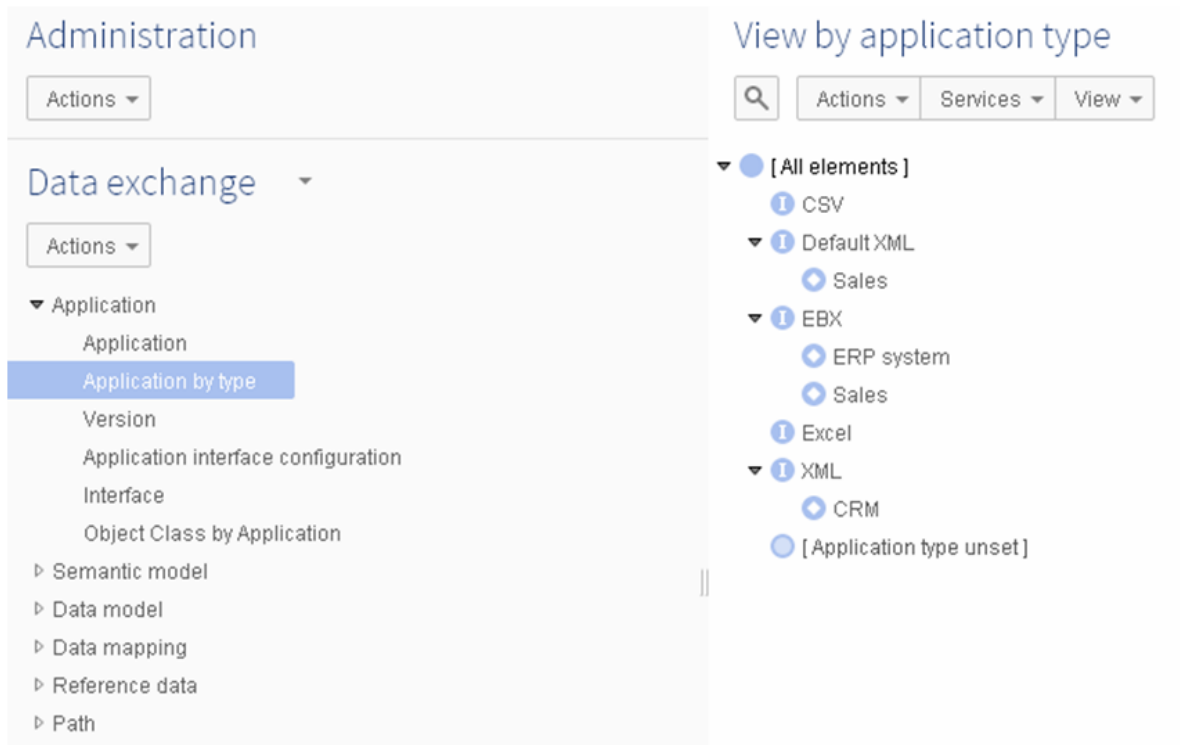 Administration
Actions
Data exchange
Actions
Application
Application
Application by type
Version
Application interface configuration
Interface
Object Class by Application
Semantic model
Data model
Data mapping
Reference data
Path
View by application type
Actions Services View
[ All elements ]
CSV
Default XML
Sales
EBX
ERP system
Sales
Excel
XML
CRM
[ Application type unset ]